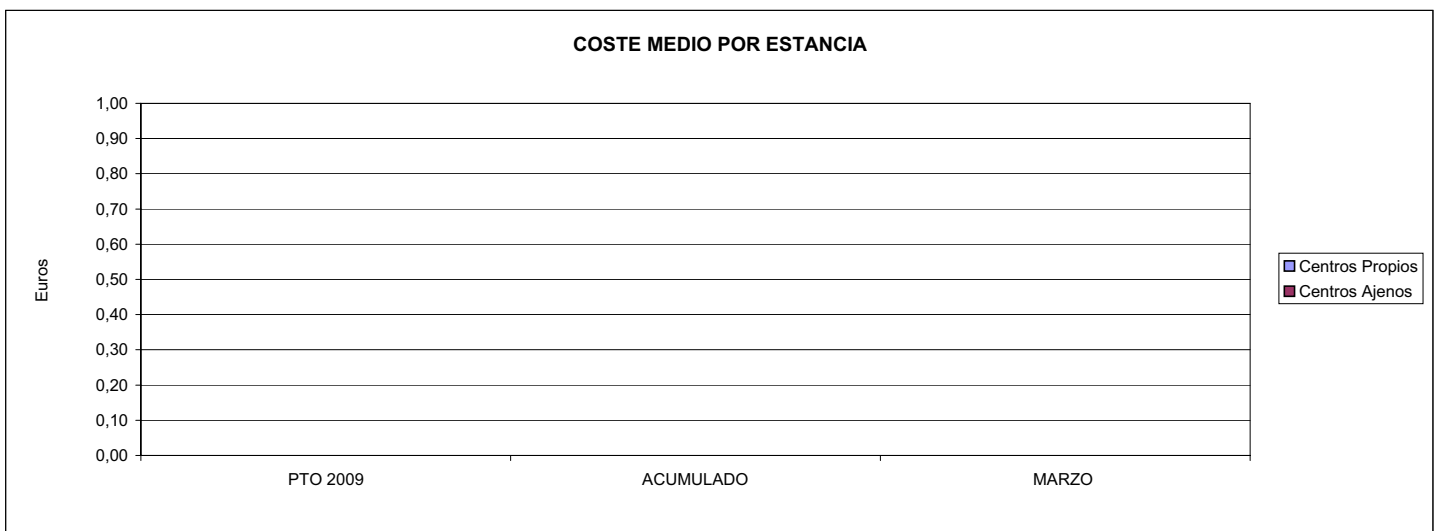 COSTE MEDIO POR ESTANCIA
1,00
0,90
0,80
0,70
0,60
0,50
0,40
0,30
0,20
0,10
0,00
Euros
PTO 2009
ACUMULADO
MARZO
Centros Propios
Centros Ajenos